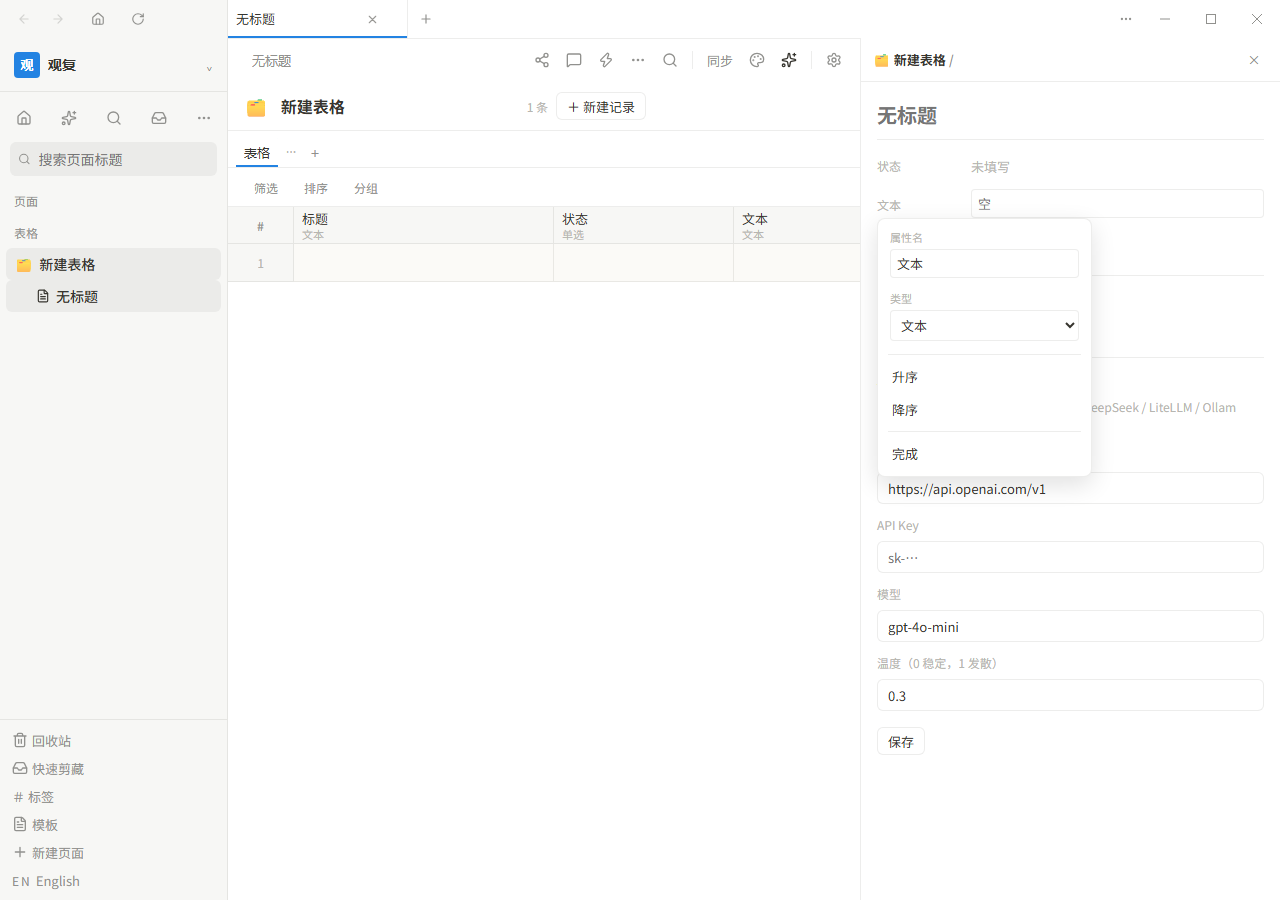 无标题
观 观复
搜索页面标题
页面
表格
新建表格
无标题
回收站
快速剪藏
# 标签
模板
新建页面
EN English
无标题
同步
新建表格
1 条
新建记录
表格 ··· +
筛选 排序 分组
# 标题 状态 文本
文本 单选 文本
1
新建表格 /
无标题
状态 未填写
文本 空
属性名
文本
类型
文本
升序
降序
完成
eepSeek / LiteLLM / Ollam
https://api.openai.com/v1
API Key
sk-···
模型
gpt-4o-mini
温度（0 稳定，1 发散）
0.3
保存